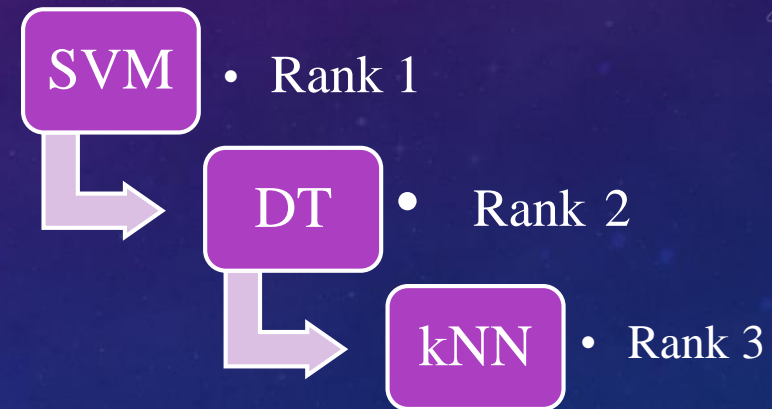 SVM • Rank 1
DT • Rank 2
kNN • Rank 3